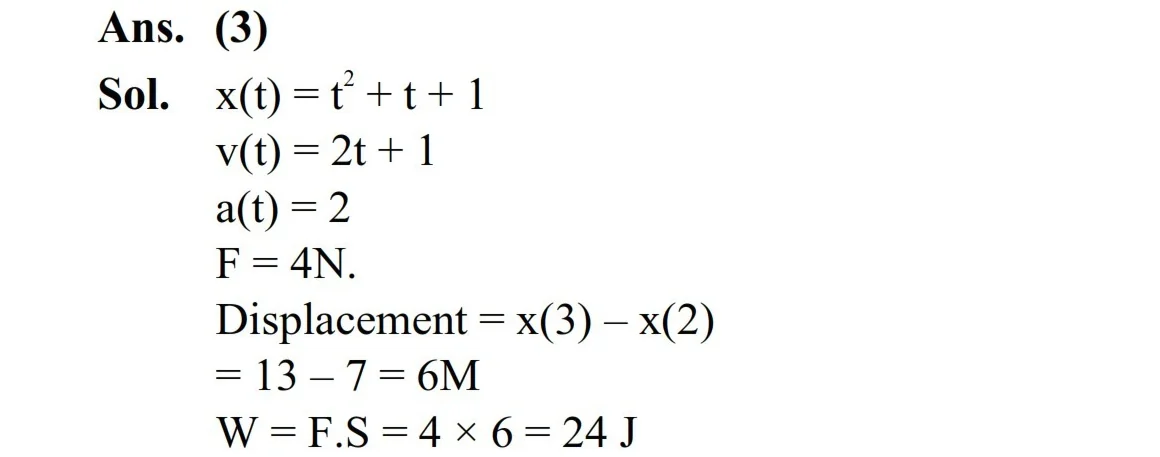 Ans. (3)
Sol. x(t) = t² + t + 1
v(t) = 2t + 1
a(t) = 2
F = 4N.
Displacement = x(3) – x(2)
= 13 – 7 = 6M
W = F.S = 4 × 6 = 24 J